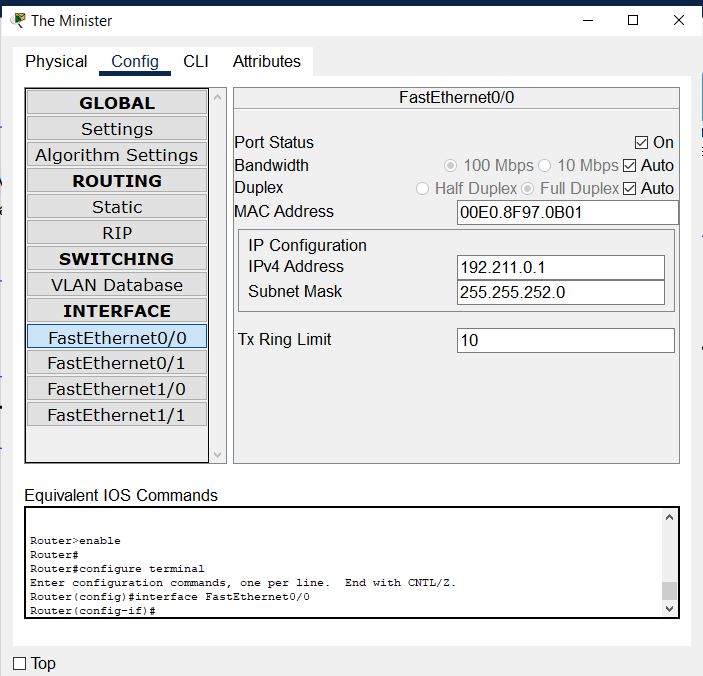 The Minister
Physical Config CLI Attributes
GLOBAL
Settings
Algorithm Settings
ROUTING
Static
RIP
SWITCHING
VLAN Database
INTERFACE
FastEthernet0/0
FastEthernet0/1
FastEthernet1/0
FastEthernet1/1
FastEthernet0/0
Port Status On
Bandwidth 100 Mbps 10 Mbps Auto
Duplex Half Duplex Full Duplex Auto
MAC Address 00E0.8F97.0B01
IP Configuration
IPv4 Address 192.211.0.1
Subnet Mask 255.255.252.0
Tx Ring Limit 10
Equivalent IOS Commands
Router>enable
Router#
Router#configure terminal
Enter configuration commands, one per line.  End with CNTL/Z.
Router(config)#interface FastEthernet0/0
Router(config-if)#
Top